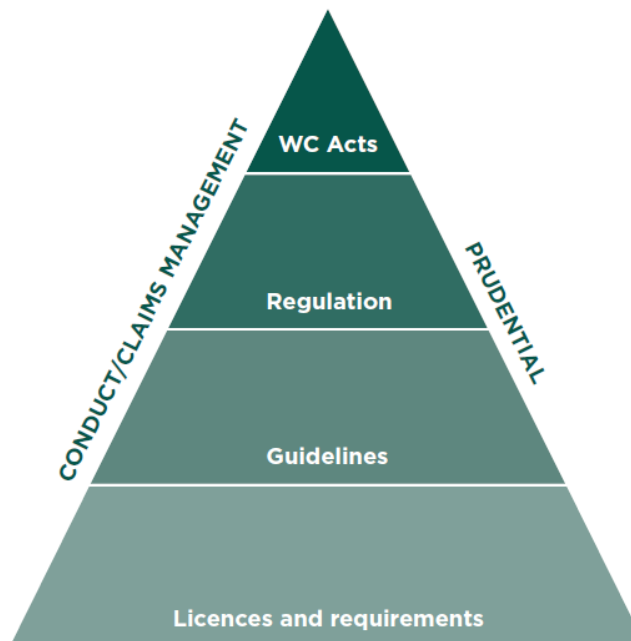 WC Acts
CONDUCT/CLAIMS MANAGEMENT
PRUDENTIAL
Regulation
Guidelines
Licences and requirements